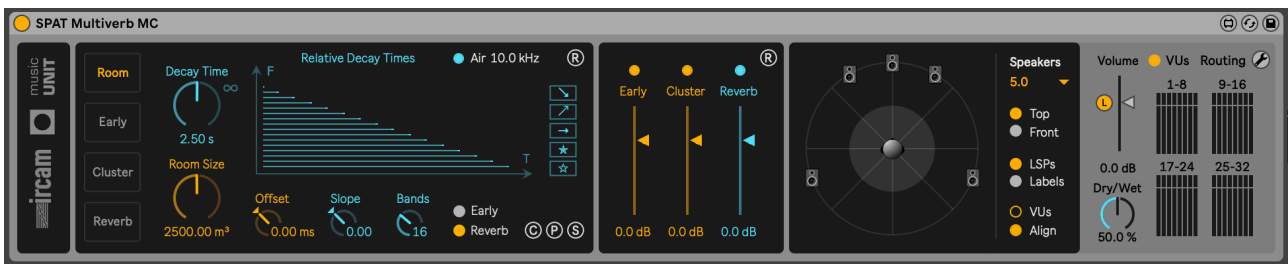 SPAT Multiverb MC
music
UNIT
ircam
Room
Early
Cluster
Reverb
Decay Time
∞
2.50 s
Room Size
2500.00 m³
Relative Decay Times
Air 10.0 kHz
R
F
T
Offset
0.00 ms
Slope
0.00
Bands
16
Early
Reverb
C P S
R
Early Cluster Reverb
0.0 dB 0.0 dB 0.0 dB
Speakers
5.0
Top
Front
LSPs
Labels
VUs
Align
Volume
L
0.0 dB
Dry/Wet
50.0 %
VUs Routing
1-8 9-16
17-24 25-32